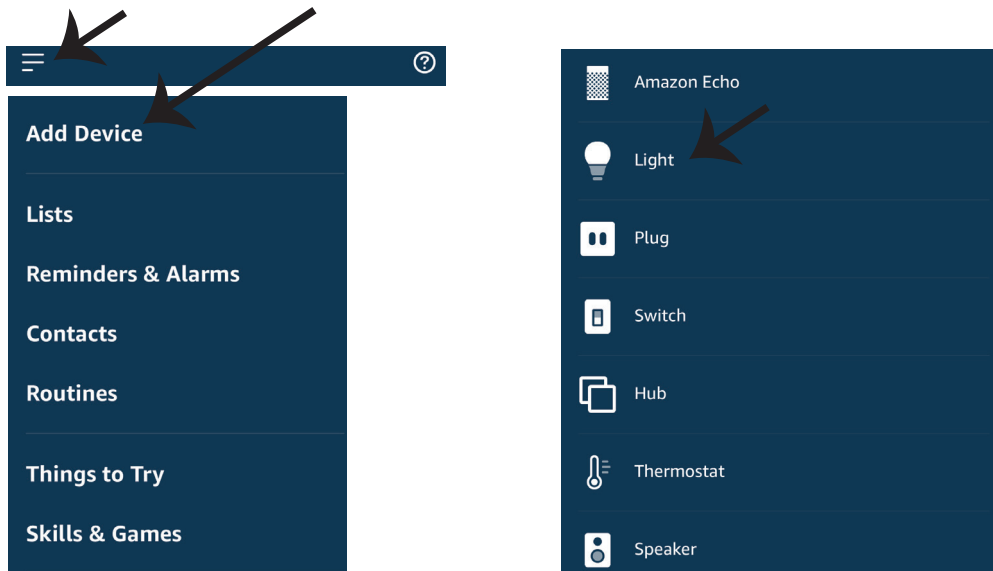 Add Device
Lists
Reminders & Alarms
Contacts
Routines
Things to Try
Skills & Games
Amazon Echo
Light
Plug
Switch
Hub
Thermostat
Speaker